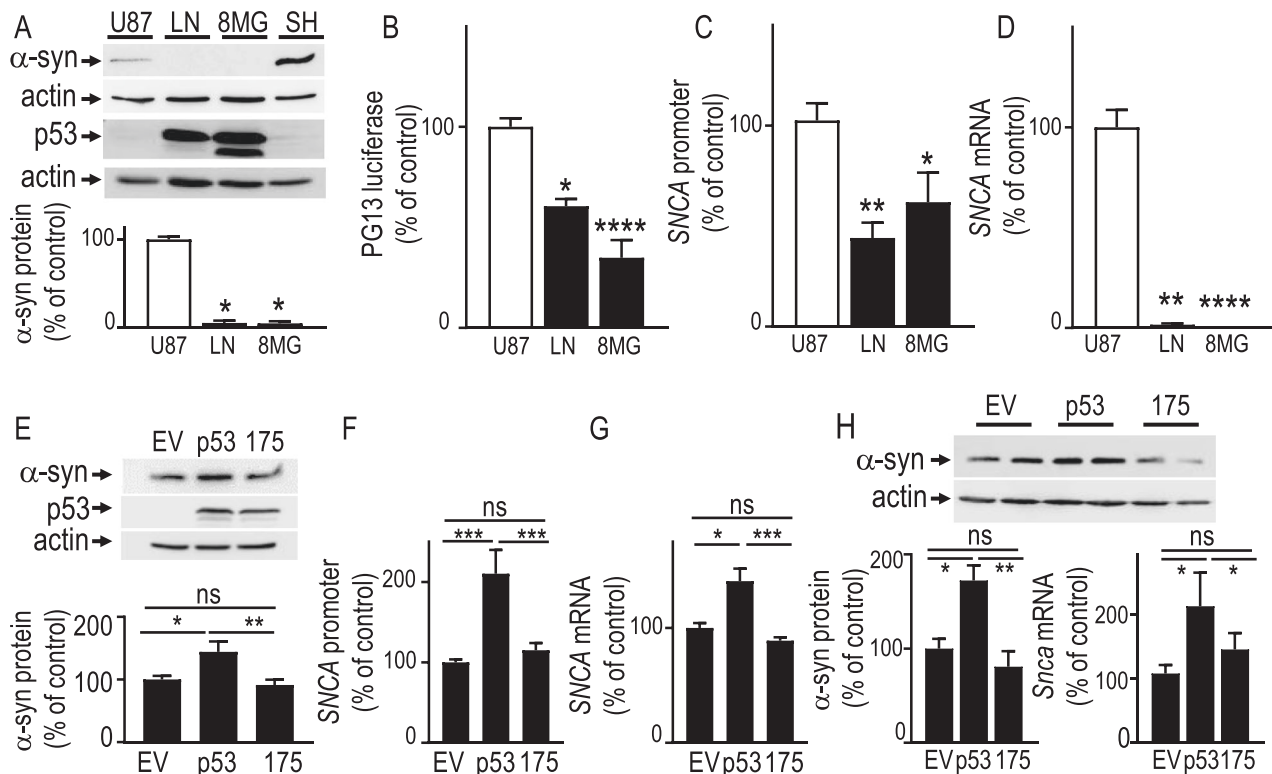 A
U87 LN 8MG SH
α-syn
actin
p53
actin
α-syn protein
(% of control)
100
0
* *
U87 LN 8MG
B
PG13 luciferase
(% of control)
100
0
* ****
U87 LN 8MG
C
SNCA promoter
(% of control)
100
0
** *
U87 LN 8MG
D
SNCA mRNA
(% of control)
100
0
** ****
U87 LN 8MG
E
EV p53 175
α-syn
p53
actin
α-syn protein
(% of control)
200
100
0
ns
* **
EV p53 175
F
SNCA promoter
(% of control)
200
100
0
ns
*** ***
EV p53 175
G
SNCA mRNA
(% of control)
100
0
ns
* ***
EV p53 175
H
EV p53 175
α-syn
actin
α-syn protein
(% of control)
200
100
0
ns
* **
EV p53 175
Snca mRNA
(% of control)
200
100
0
ns
* *
EV p53 175